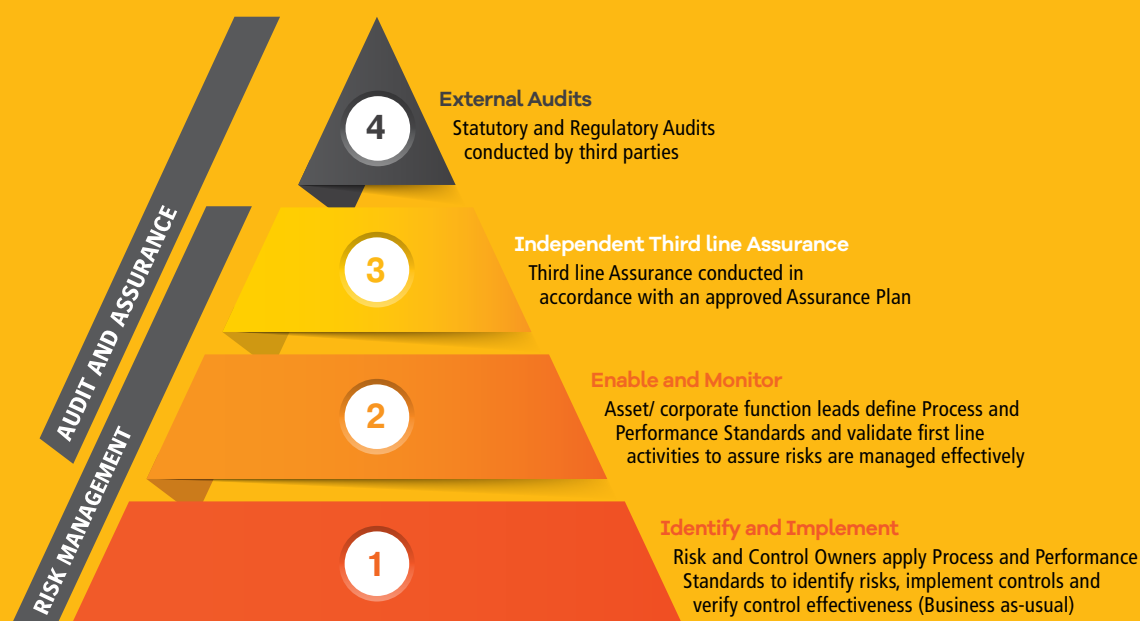 AUDIT AND ASSURANCE
RISK MANAGEMENT
4
External Audits
Statutory and Regulatory Audits
conducted by third parties
3
Independent Third line Assurance
Third line Assurance conducted in
accordance with an approved Assurance Plan
2
Enable and Monitor
Asset/ corporate function leads define Process and
Performance Standards and validate first line
activities to assure risks are managed effectively
1
Identify and Implement
Risk and Control Owners apply Process and Performance
Standards to identify risks, implement controls and
verify control effectiveness (Business as-usual)